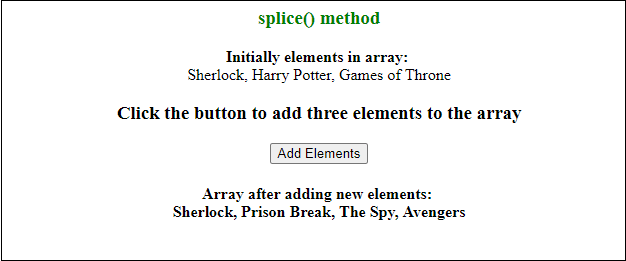 splice() method
Initially elements in array:
Sherlock, Harry Potter, Games of Throne
Click the button to add three elements to the array
Add Elements
Array after adding new elements:
Sherlock, Prison Break, The Spy, Avengers